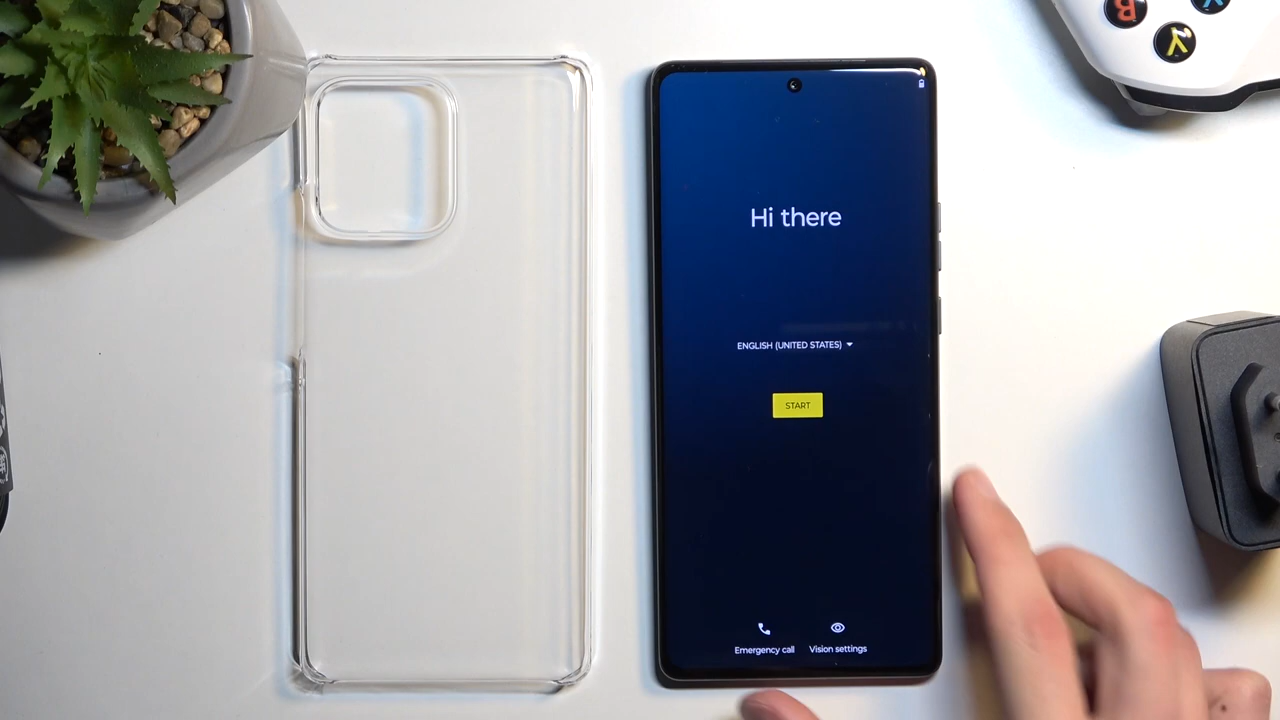 B
X
Y
Hi there
ENGLISH (UNITED STATES)
START
Emergency call
Vision settings